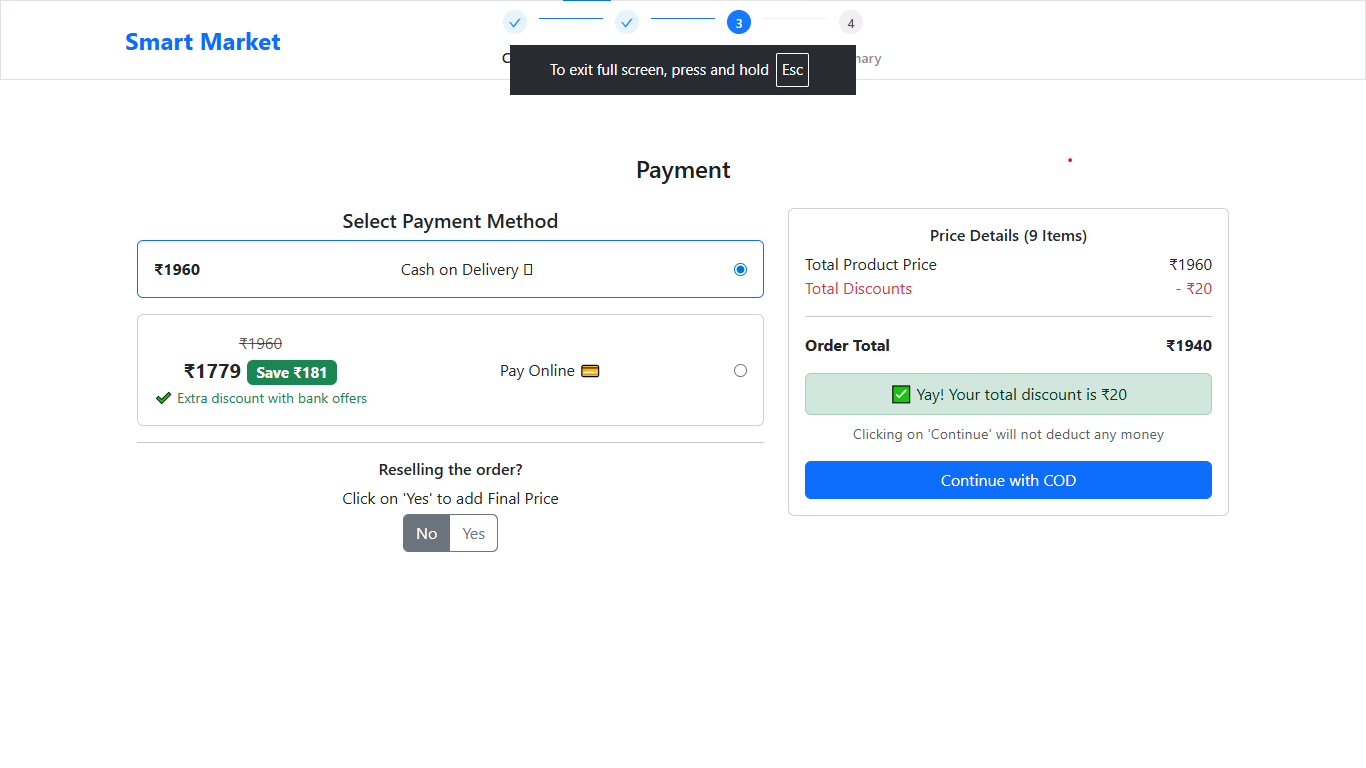 Smart Market
3
4
To exit full screen, press and hold Esc
Payment
Select Payment Method
₹1960 Cash on Delivery
₹1960
₹1779 Save ₹181 Pay Online
Extra discount with bank offers
Reselling the order?
Click on 'Yes' to add Final Price
No Yes
Price Details (9 Items)
Total Product Price ₹1960
Total Discounts - ₹20
Order Total ₹1940
Yay! Your total discount is ₹20
Clicking on 'Continue' will not deduct any money
Continue with COD